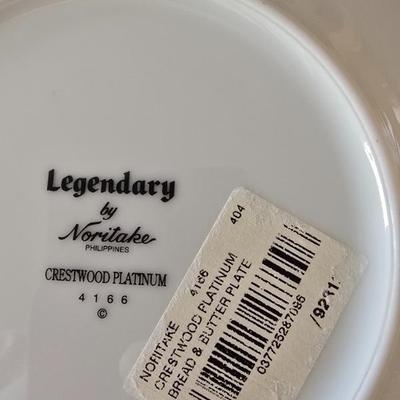 Legendary
by
Noritake
PHILIPPINES
CRESTWOOD PLATINUM
4166
©
NORITAKE 4166 404
CRESTWOOD PLATINUM
BREAD & BUTTER PLATE
037725287086